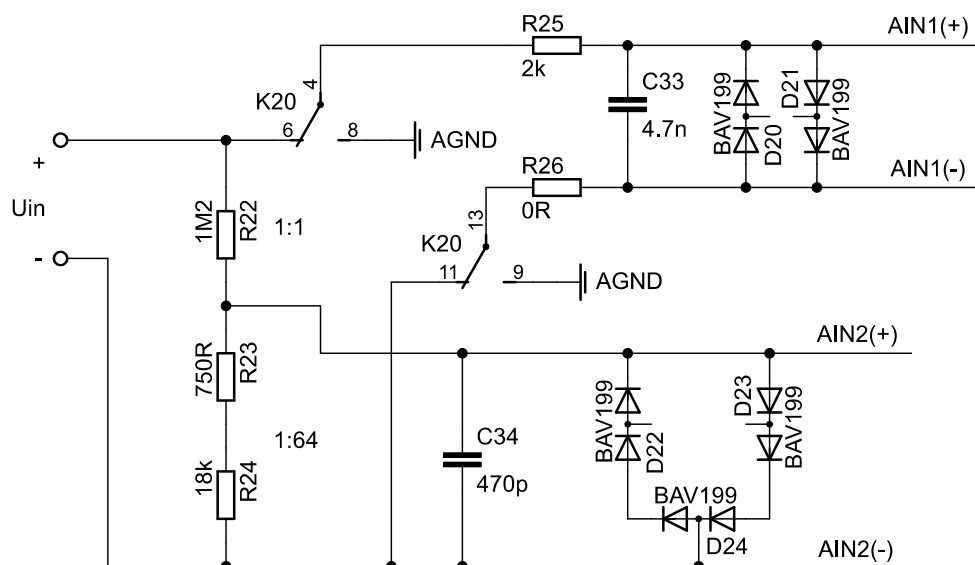 R25
2k
AIN1(+)
4
K20
6
8
AGND
C33
4.7n
BAV199
D20
D21
BAV199
+
Uin
-
1M2
R22
1:1
R26
0R
AIN1(-)
13
K20
11
9
AGND
AIN2(+)
750R
R23
1:64
18k
R24
C34
470p
BAV199
D22
D23
BAV199
BAV199
D24
AIN2(-)